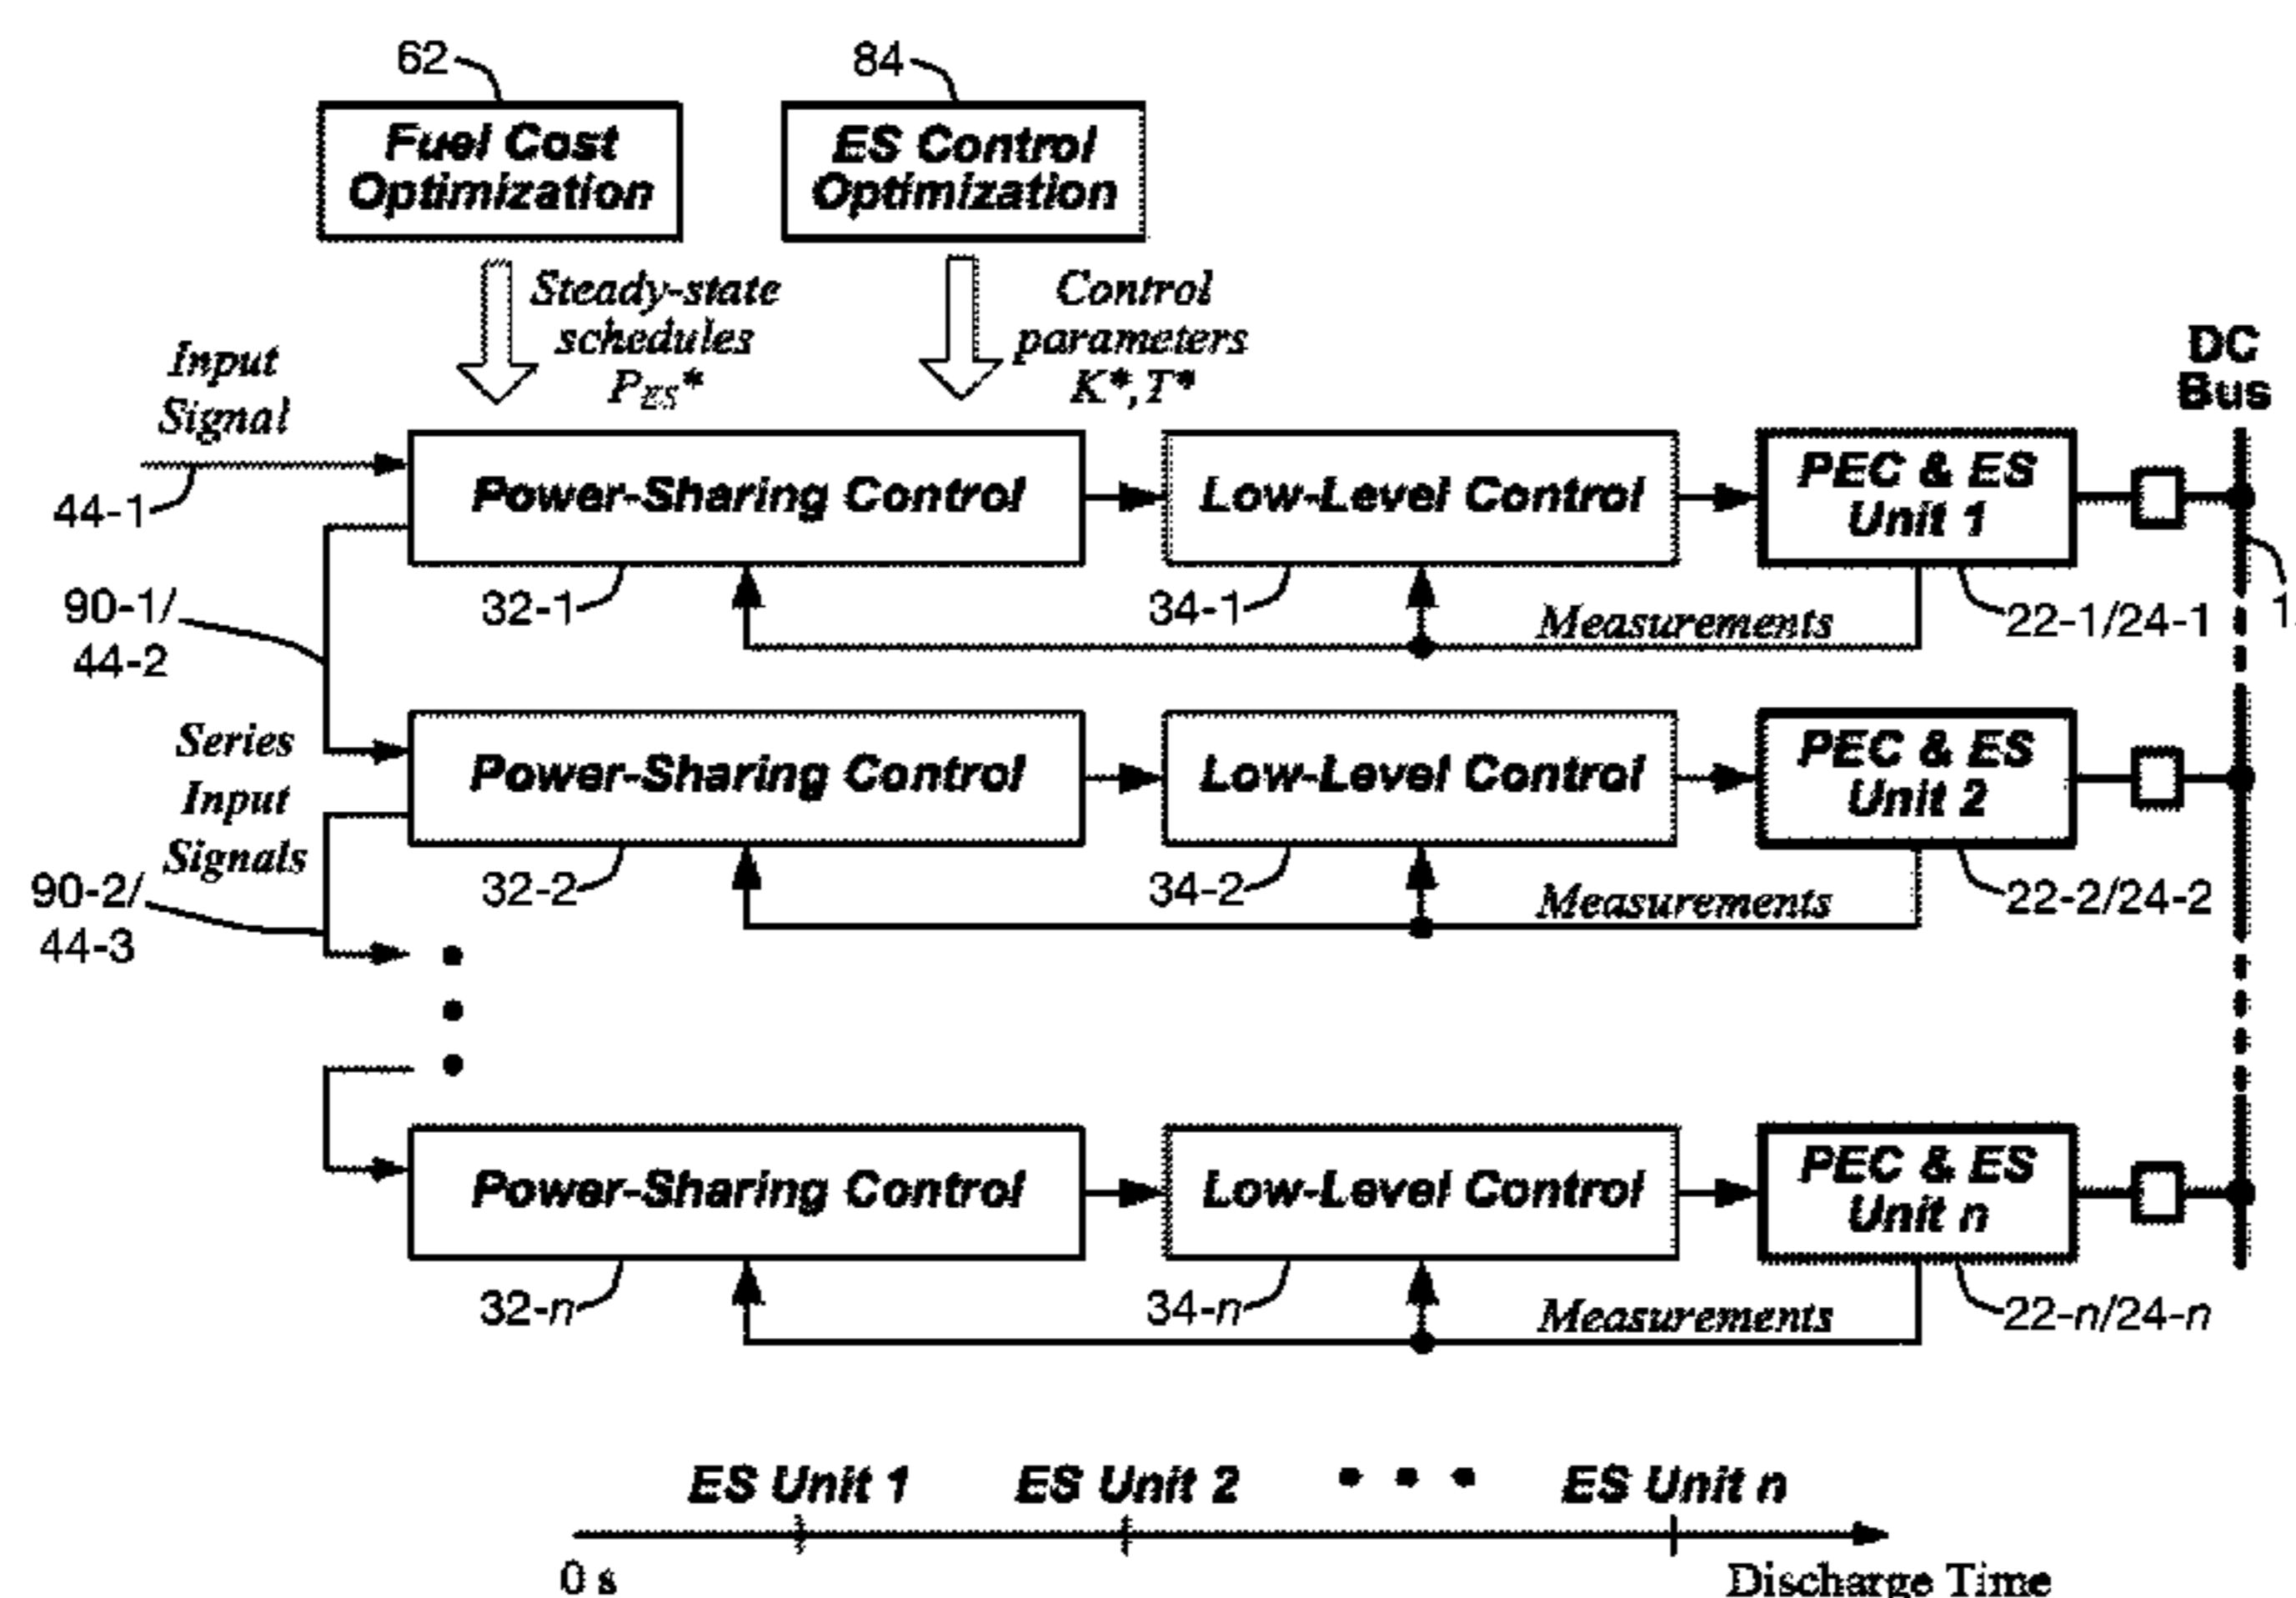 62
84
Fuel Cost
Optimization
ES Control
Optimization
Steady-state
schedules
P_ES*
Control
parameters
K*, T*
Input
Signal
DC
Bus
44-1
Power-Sharing Control
Low-Level Control
PEC & ES
Unit 1
90-1/
44-2
32-1
34-1
Measurements
22-1/24-1
Series
Input
Signals
Power-Sharing Control
Low-Level Control
PEC & ES
Unit 2
90-2/
44-3
32-2
34-2
Measurements
22-2/24-2
Power-Sharing Control
Low-Level Control
PEC & ES
Unit n
32-n
34-n
Measurements
22-n/24-n
ES Unit 1
ES Unit 2
• • •
ES Unit n
0 s
Discharge Time